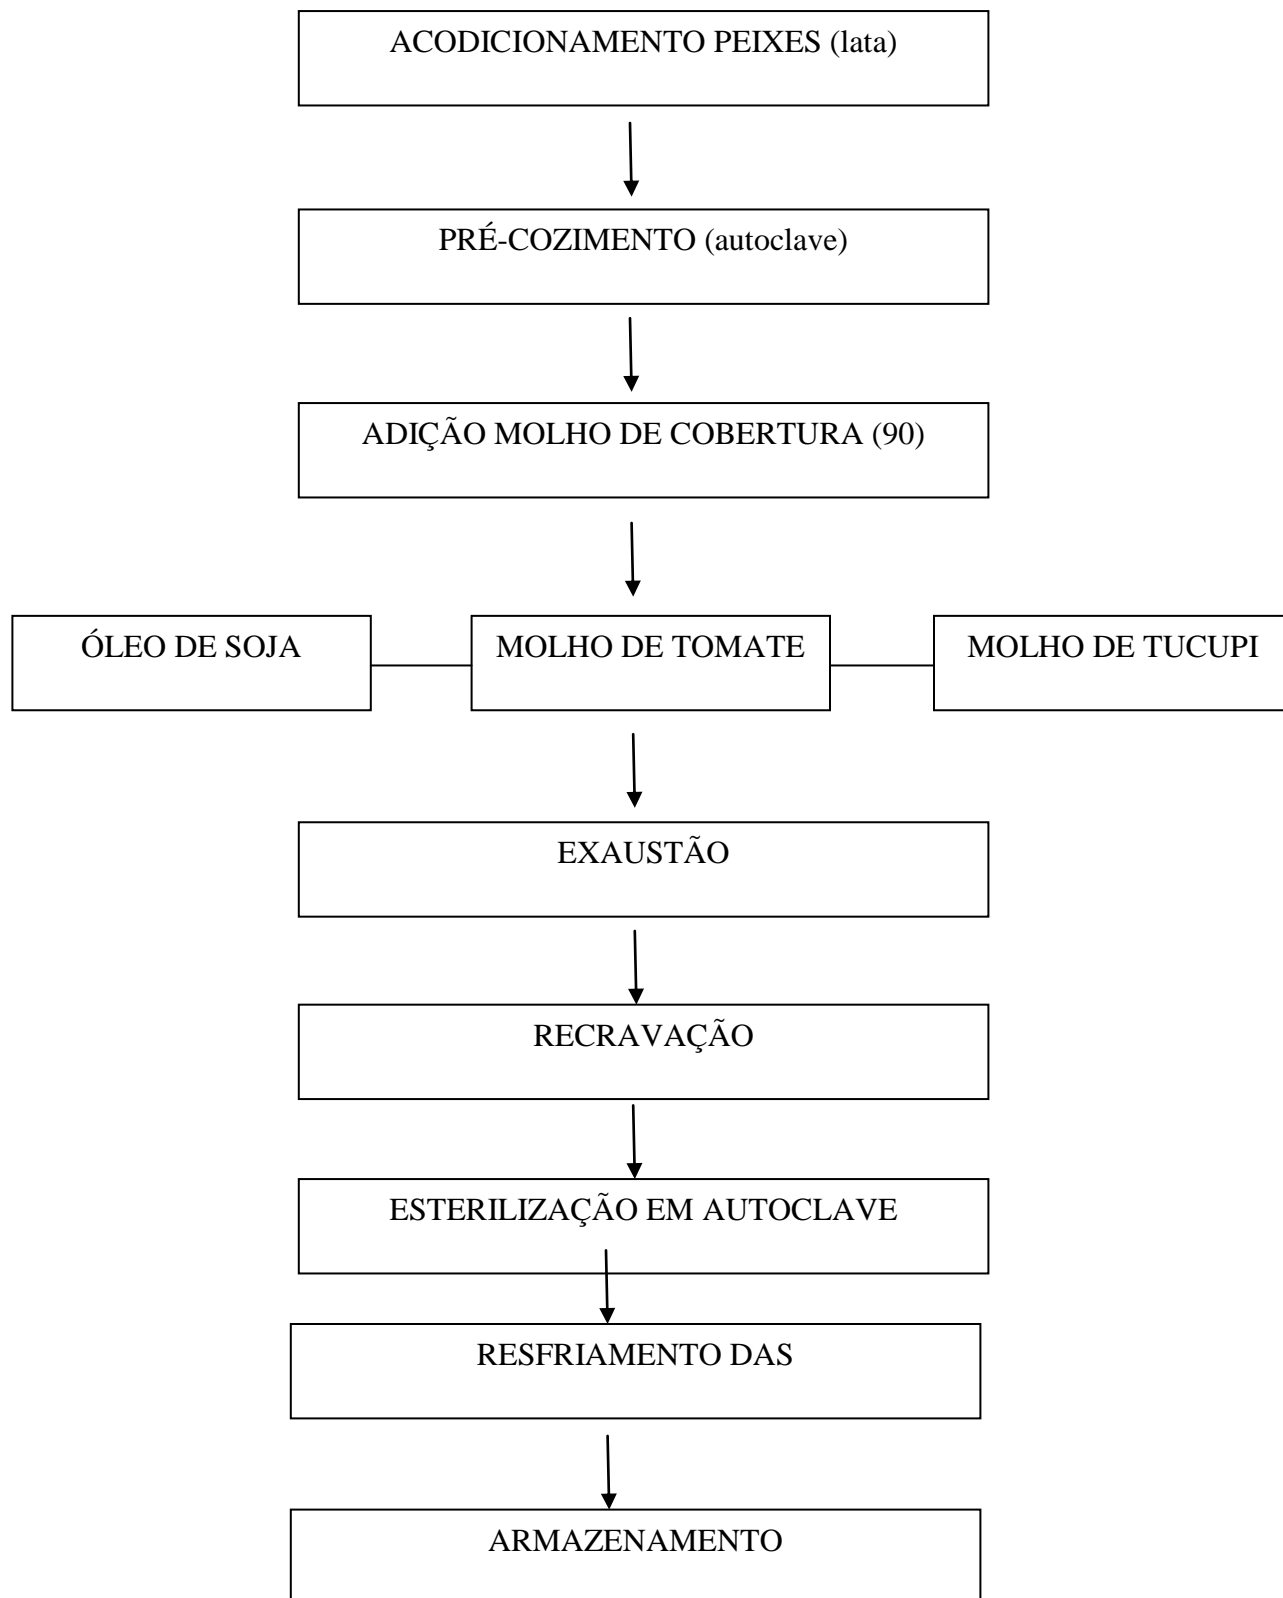 ACODICIONAMENTO PEIXES (lata)
PRÉ-COZIMENTO (autoclave)
ADIÇÃO MOLHO DE COBERTURA (90)
ÓLEO DE SOJA
MOLHO DE TOMATE
MOLHO DE TUCUPI
EXAUSTÃO
RECRAVAÇÃO
ESTERILIZAÇÃO EM AUTOCLAVE
RESFRIAMENTO DAS
ARMAZENAMENTO